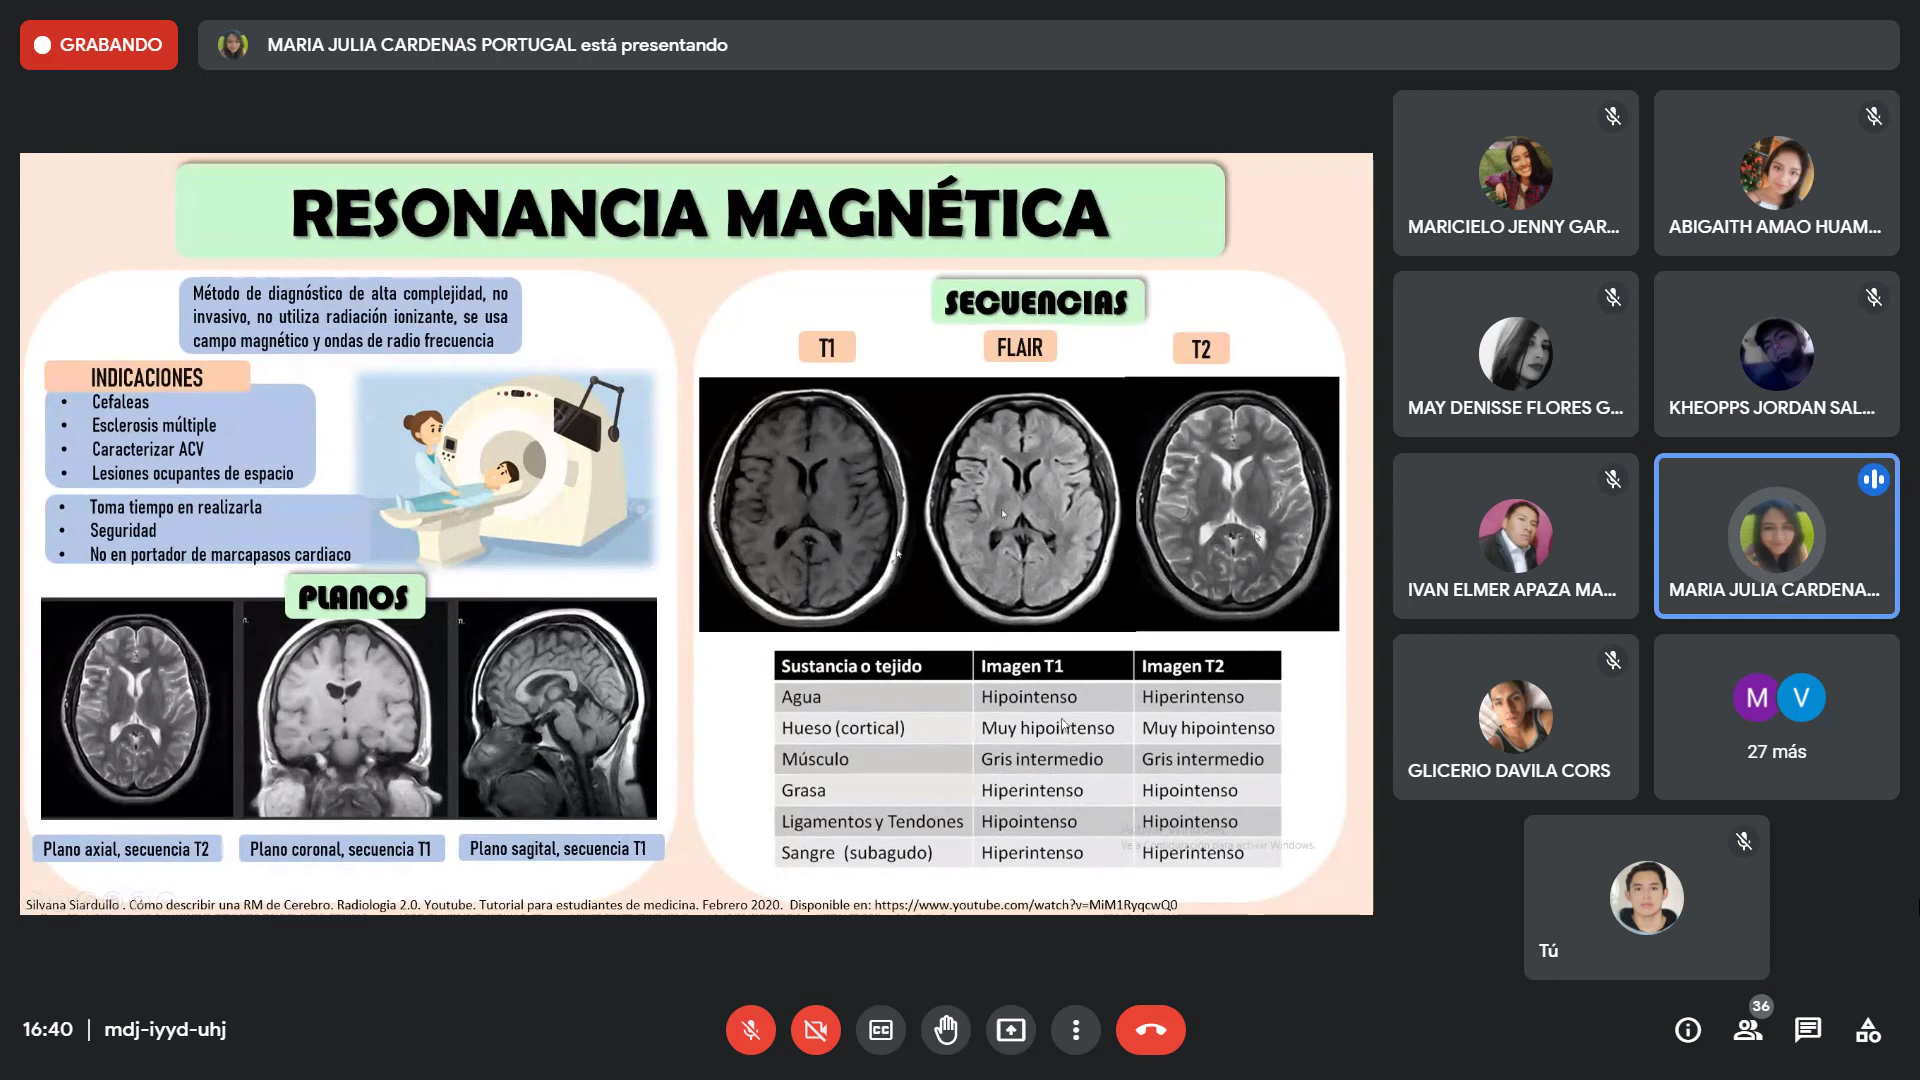 GRABANDO
MARIA JULIA CARDENAS PORTUGAL está presentando
RESONANCIA MAGNÉTICA
Método de diagnóstico de alta complejidad, no
invasivo, no utiliza radiación ionizante, se usa
campo magnético y ondas de radio frecuencia
INDICACIONES
• Cefaleas
• Esclerosis múltiple
• Caracterizar ACV
• Lesiones ocupantes de espacio
• Toma tiempo en realizarla
• Seguridad
• No en portador de marcapasos cardiaco
PLANOS
Plano axial, secuencia T2
Plano coronal, secuencia T1
Plano sagital, secuencia T1
SECUENCIAS
T1
FLAIR
T2
Sustancia o tejido Imagen T1 Imagen T2
Agua Hipointenso Hiperintenso
Hueso (cortical) Muy hipointenso Muy hipointenso
Músculo Gris intermedio Gris intermedio
Grasa Hiperintenso Hipointenso
Ligamentos y Tendones Hipointenso Hipointenso
Sangre (subagudo) Hiperintenso Hiperintenso
Activar Windows
Ve a Configuración para activar Windows.
Silvana Siardullo . Cómo describir una RM de Cerebro. Radiologia 2.0. Youtube. Tutorial para estudiantes de medicina. Febrero 2020. Disponible en: https://www.youtube.com/watch?v=MiM1RyqcwQ0
MARICIELO JENNY GAR...
ABIGAITH AMAO HUAM...
MAY DENISSE FLORES G...
KHEOPPS JORDAN SAL...
IVAN ELMER APAZA MA...
MARIA JULIA CARDENA...
GLICERIO DAVILA CORS
M V
27 más
Tú
16:40 | mdj-iyyd-uhj
CC
36